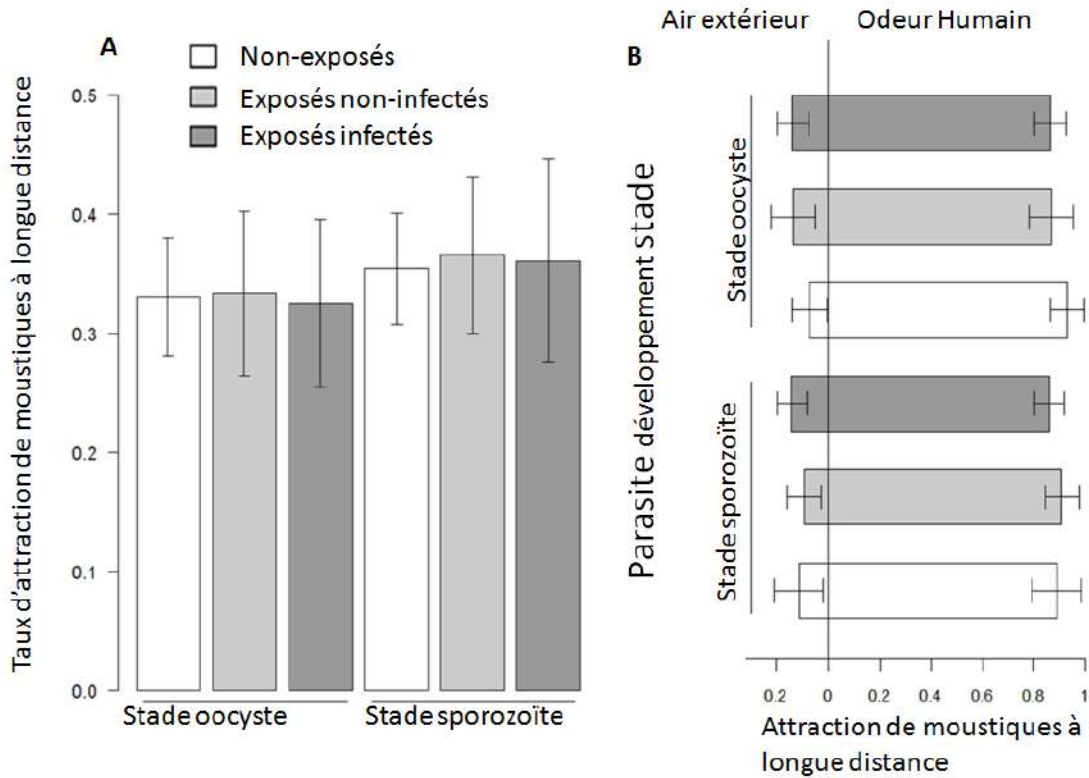 A
Non-exposés
Exposés non-infectés
Exposés infectés
Taux d'attraction de moustiques à longue distance
0.5
0.4
0.3
0.2
0.1
0.0
Stade oocyste
Stade sporozoïte
Air extérieur
Odeur Humain
B
Parasite développement stade
Stade oocyste
Stade sporozoïte
0.2
0
0.2
0.4
0.6
0.8
1
Attraction de moustiques à
longue distance